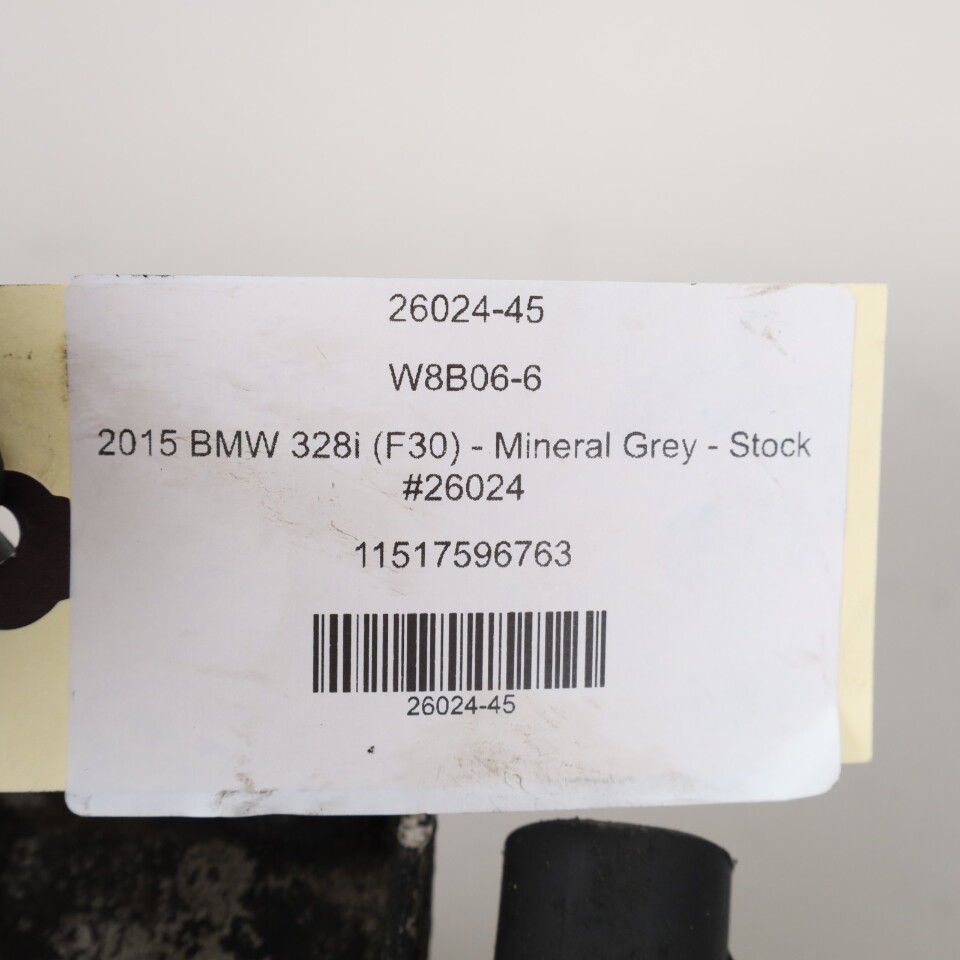 26024-45
W8B06-6
2015 BMW 328i (F30) - Mineral Grey - Stock
#26024
11517596763
26024-45